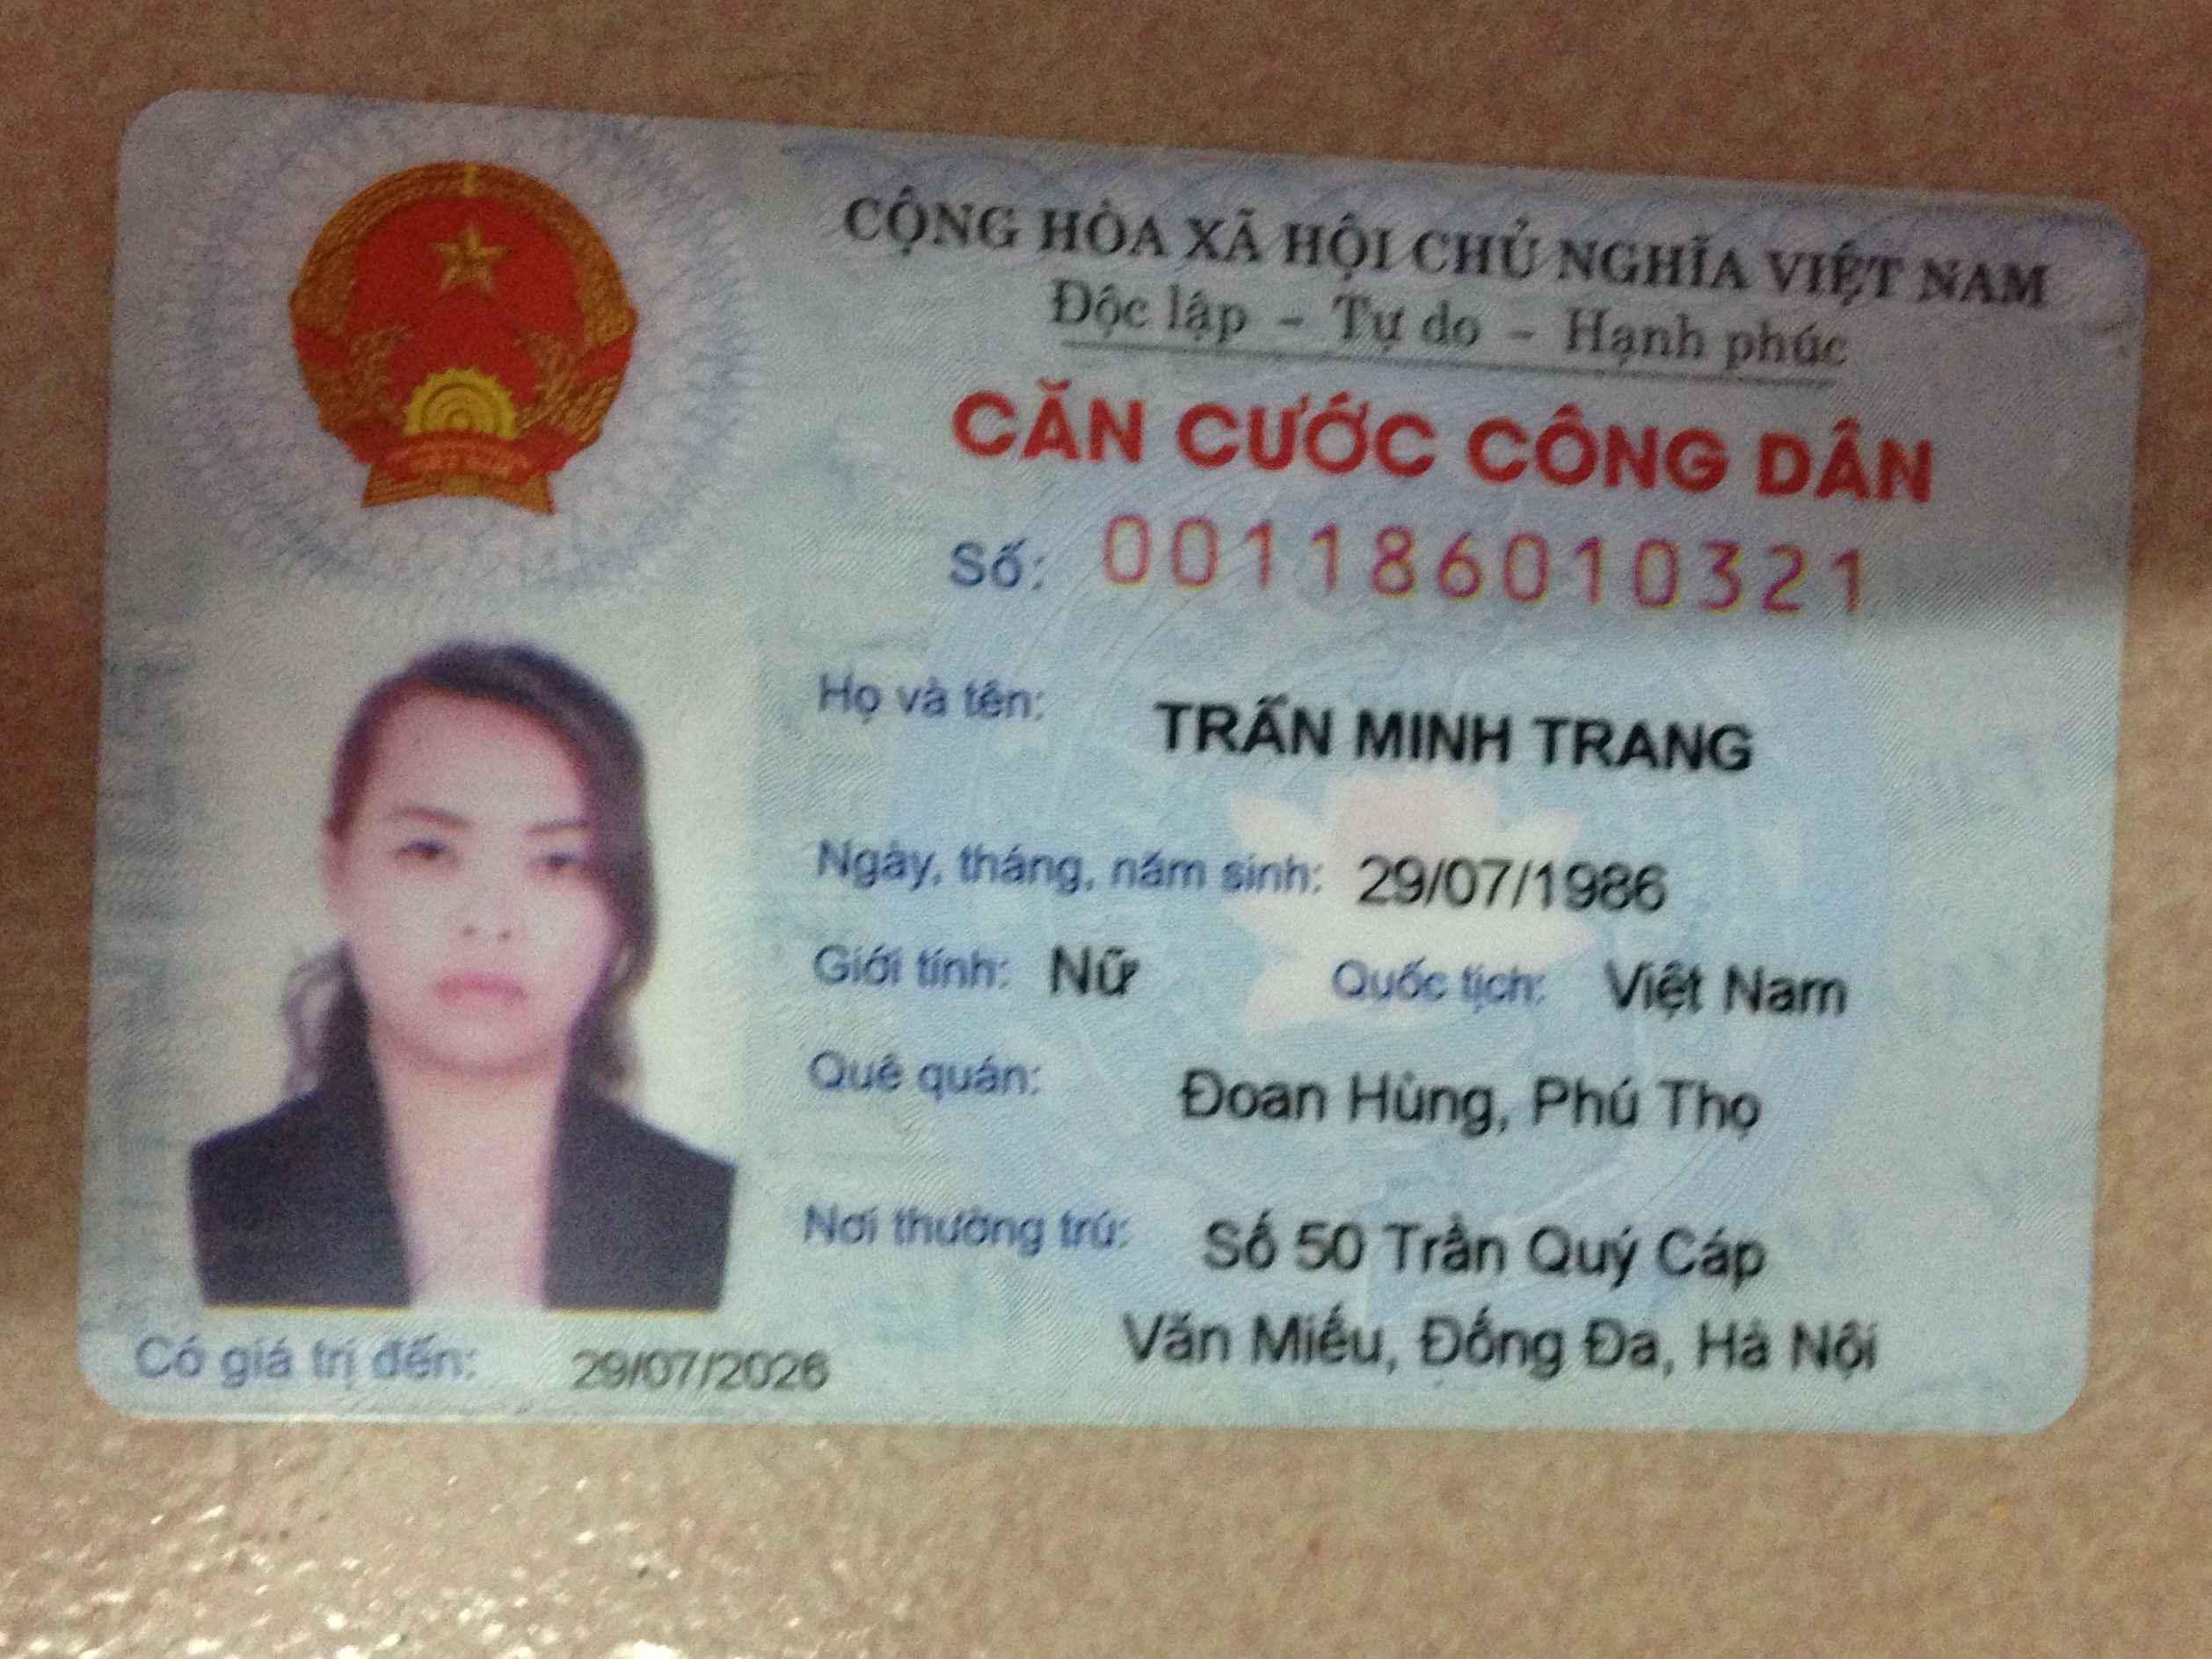 CỘNG HÒA XÃ HỘI CHỦ NGHĨA VIỆT NAM
Độc lập - Tự do - Hạnh phúc
CĂN CƯỚC CÔNG DÂN
Số: 001186010321
Họ và tên: TRẦN MINH TRANG
Ngày, tháng, năm sinh: 29/07/1986
Giới tính: Nữ Quốc tịch: Việt Nam
Quê quán: Đoan Hùng, Phú Thọ
Nơi thường trú: Số 50 Trần Quý Cáp
Văn Miếu, Đống Đa, Hà Nội
Có giá trị đến: 29/07/2026